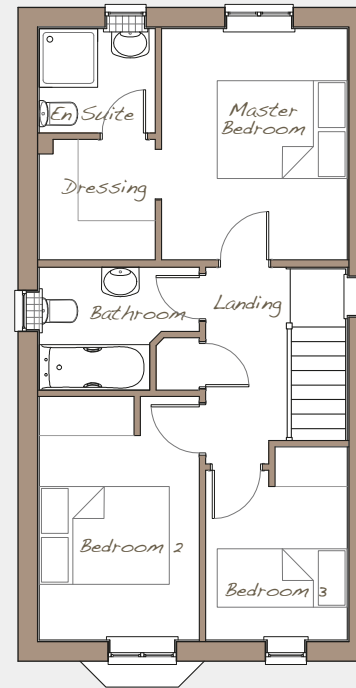 En Suite
Master
Bedroom
Dressing
Bathroom
Landing
Bedroom 2
Bedroom 3